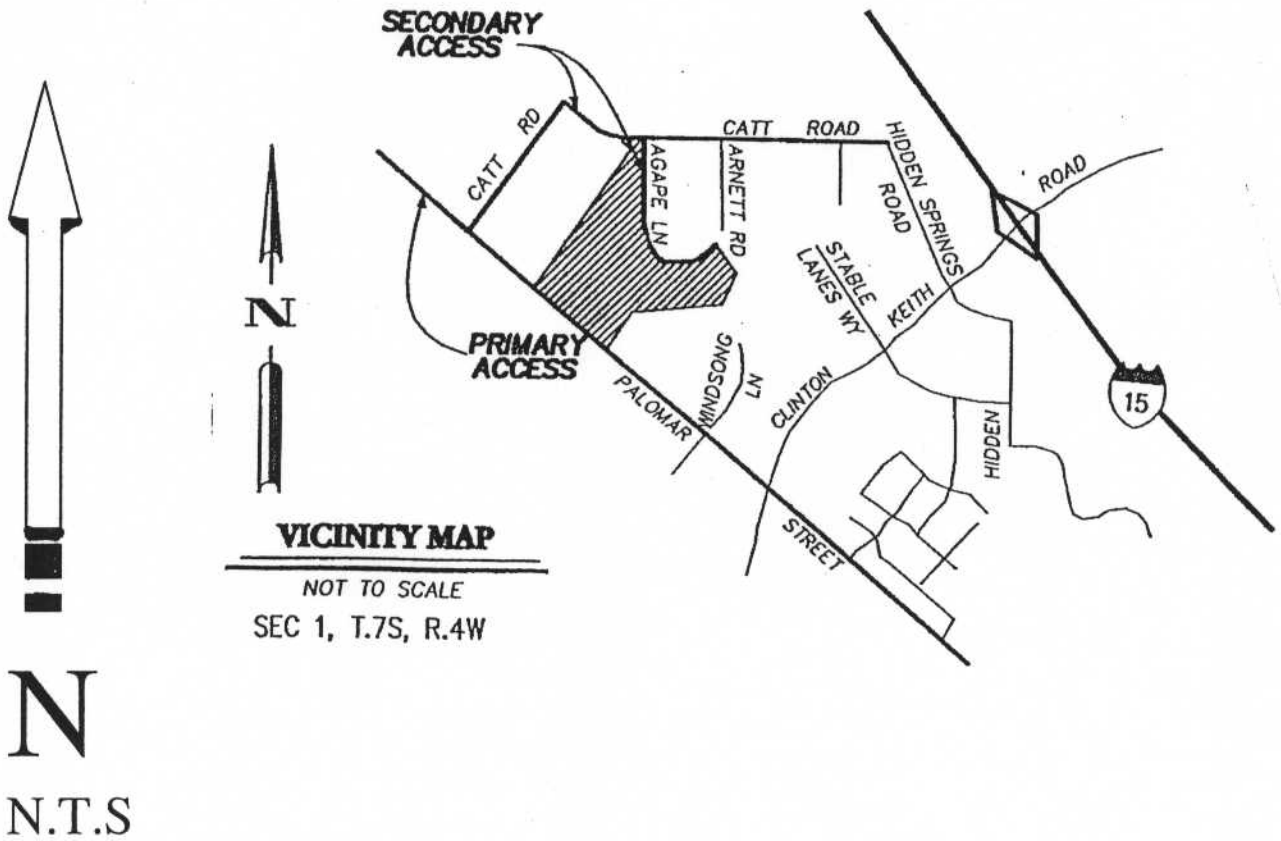 SECONDARY
ACCESS
CATT RD
CATT ROAD
AGAPE LN
ARNETT RD
HIDDEN SPRINGS
ROAD
ROAD
KEITH
CLINTON
STABLE
LANES WY
N
PRIMARY
ACCESS
PALOMAR
STREET
WINDSONG
LN
HIDDEN
15
VICINITY MAP
NOT TO SCALE
SEC 1, T.7S, R.4W
N
N.T.S